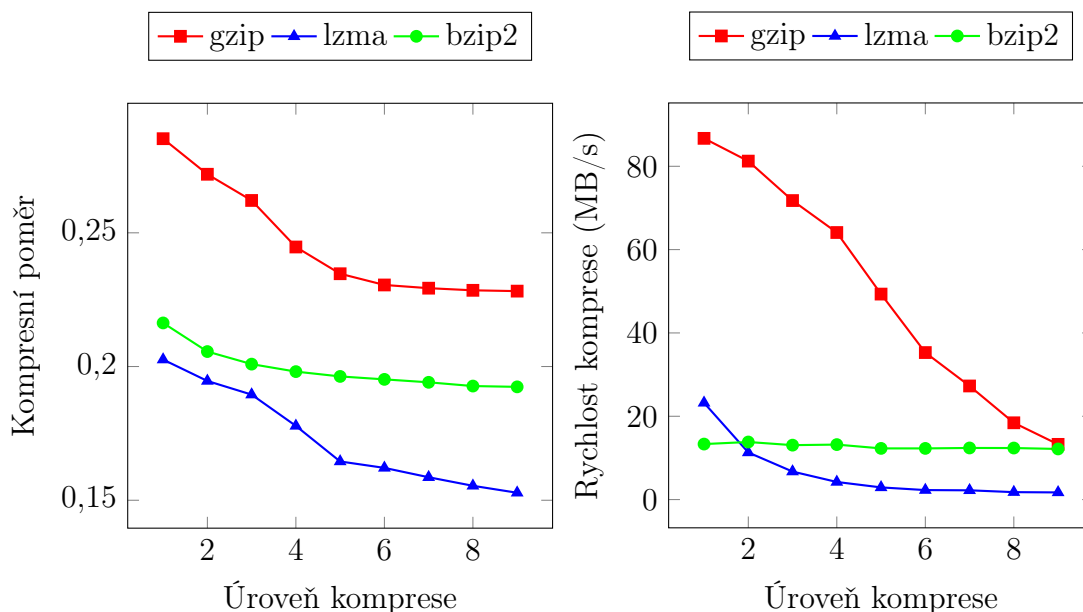 gzip lzma bzip2
Kompresní poměr
0,25
0,2
0,15
2 4 6 8
Úroveň komprese
gzip lzma bzip2
Rychlost komprese (MB/s)
80
60
40
20
0
2 4 6 8
Úroveň komprese